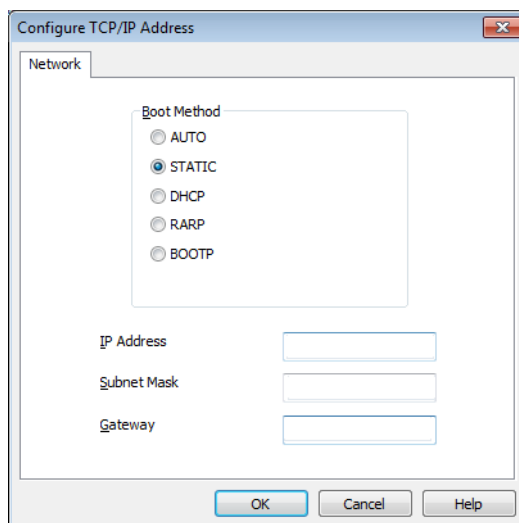 Configure TCP/IP Address
Network
Boot Method
AUTO
STATIC
DHCP
RARP
BOOTP
IP Address
Subnet Mask
Gateway
OK Cancel Help